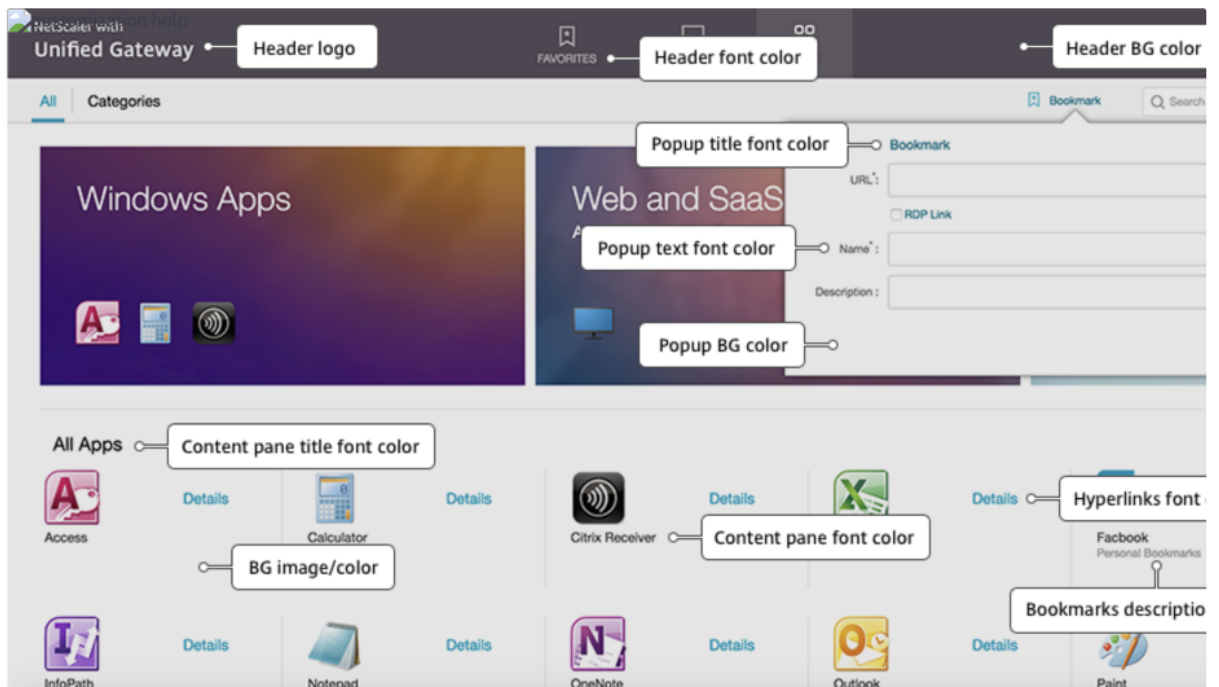 customization help
NetScaler with
Unified Gateway
Header logo
FAVORITES
Header font color
Header BG color
All
Categories
Bookmark
Search
Popup title font color
Bookmark
URL*:
RDP Link
Windows Apps
Web and SaaS
A
Popup text font color
Name* :
Description :
Popup BG color
All Apps
Content pane title font color
Details
Details
Details
Details
Hyperlinks font
Access
Calculator
Citrix Receiver
Content pane font color
Facbook
Personal Bookmarks
BG image/color
Bookmarks descriptio
Details
Details
Details
Details
InfoPath
Notepad
OneNote
Outlook
Paint